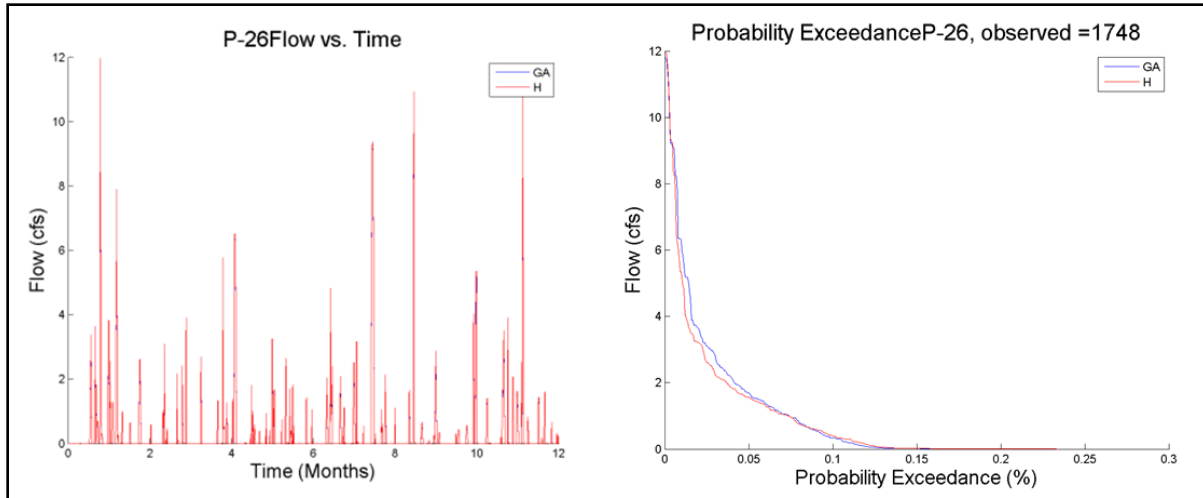 P-26Flow vs. Time
GA
H
12
10
8
6
4
2
0
Flow (cfs)
0 2 4 6 8 10 12
Time (Months)
Probability ExceedanceP-26, observed =1748
GA
H
12
10
8
6
4
2
0
Flow (cfs)
0 0.05 0.1 0.15 0.2 0.25 0.3
Probability Exceedance (%)